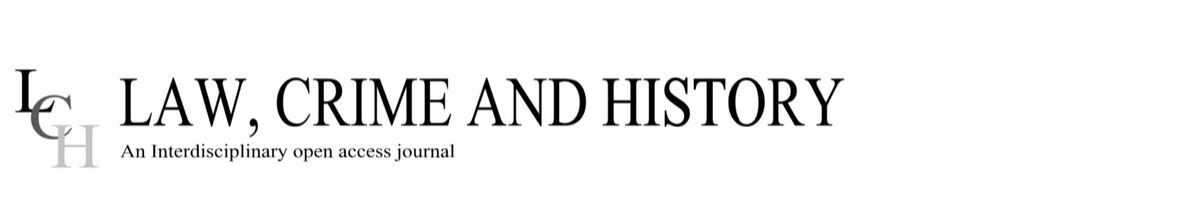 LCH
LAW, CRIME AND HISTORY
An Interdisciplinary open access journal